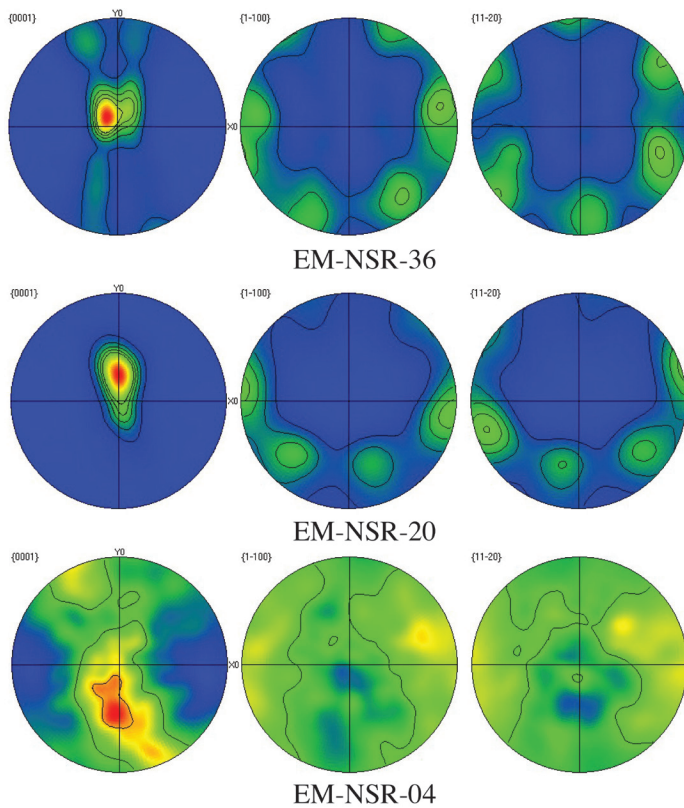 {0001} Y0 {1-100} {11-20}
X0
EM-NSR-36
{0001} Y0 {1-100} {11-20}
X0
EM-NSR-20
{0001} Y0 {1-100} {11-20}
X0
EM-NSR-04